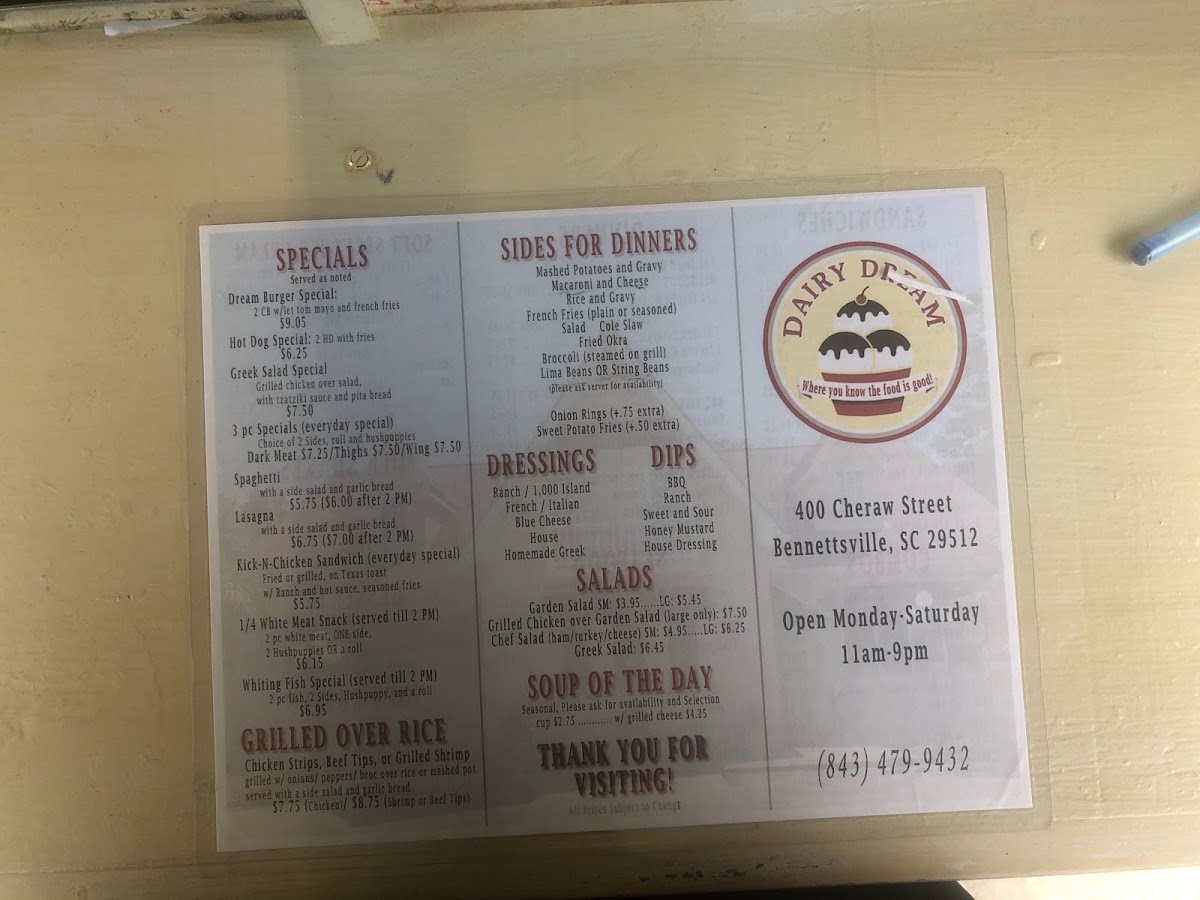 SPECIALS
Served as noted
Dream Burger Special:
2 CB w/let tom mayo and french fries
$9.05
Hot Dog Special: 2 HD with fries
$6.25
Greek Salad Special
Grilled chicken over salad,
with tzatziki sauce and pita bread
$7.50
3 pc Specials (everyday special)
Choice of 2 Sides, roll and hushpuppies
Dark Meat $7.25/Thighs $7.50/Wing $7.50
Spaghetti
with a side salad and garlic bread
$5.75 ($6.00 after 2 PM)
Lasagna
with a side salad and garlic bread
$6.75 ($7.00 after 2 PM)
Kick-N-Chicken Sandwich (everyday special)
Fried or grilled, on Texas toast
w/ Ranch and hot sauce, seasoned fries
$5.75
1/4 White Meat Snack (served till 2 PM)
2 pc white meat, ONE side,
2 Hushpuppies OR a roll
$6.15
Whiting Fish Special (served till 2 PM)
2 pc fish, 2 Sides, Hushpuppy, and a roll
$6.95
GRILLED OVER RICE
Chicken Strips, Beef Tips, or Grilled Shrimp
grilled w/ onions/ peppers/ broc over rice or mashed pot.
served with a side salad and garlic bread
$7.75 (Chicken)/ $8.75 (Shrimp or Beef Tips)
SIDES FOR DINNERS
Mashed Potatoes and Gravy
Macaroni and Cheese
Rice and Gravy
French Fries (plain or seasoned)
Salad Cole Slaw
Fried Okra
Broccoli (steamed on grill)
Lima Beans OR String Beans
(please ask server for availability)
Onion Rings (+.75 extra)
Sweet Potato Fries (+.50 extra)
DRESSINGS
Ranch / 1,000 Island
French / Italian
Blue Cheese
House
Homemade Greek
DIPS
BBQ
Ranch
Sweet and Sour
Honey Mustard
House Dressing
SALADS
Garden Salad SM: $3.95......LG: $5.45
Grilled Chicken over Garden Salad (large only): $7.50
Chef Salad (ham/turkey/cheese) SM: $4.95.....LG: $6.25
Greek Salad: $6.45
SOUP OF THE DAY
Seasonal, Please ask for availability and Selection
cup $2.75 ............ w/ grilled cheese $4.25
THANK YOU FOR
VISITING!
All Prices Subject to Change
DAIRY DREAM
Where you know the food is good!
400 Cheraw Street
Bennettsville, SC 29512
Open Monday-Saturday
11am-9pm
(843) 479-9432